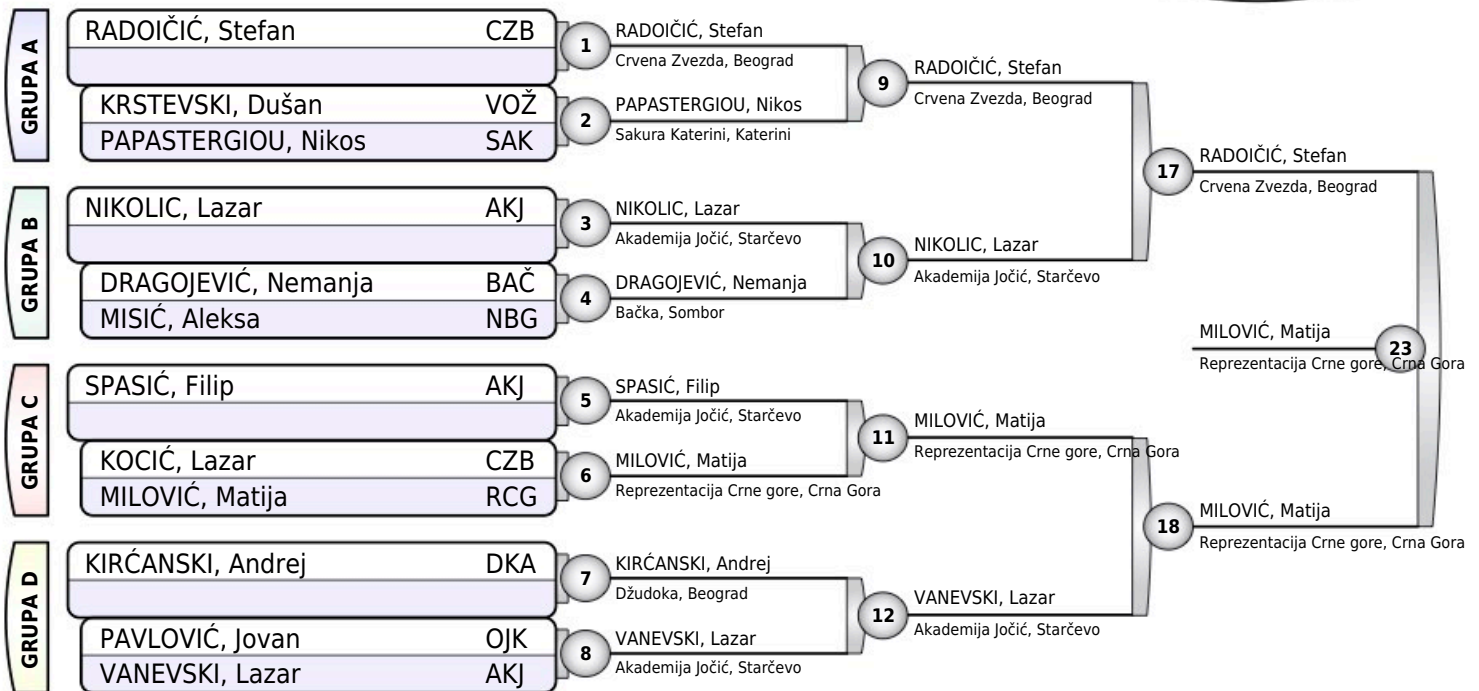 GRUPA A
RADOIČIĆ, Stefan CZB
KRSTEVSKI, Dušan VOŽ
PAPASTERGIOU, Nikos SAK
GRUPA B
NIKOLIC, Lazar AKJ
DRAGOJEVIĆ, Nemanja BAČ
MISIĆ, Aleksa NBG
GRUPA C
SPASIĆ, Filip AKJ
KOCIĆ, Lazar CZB
MILOVIĆ, Matija RCG
GRUPA D
KIRĆANSKI, Andrej DKA
PAVLOVIĆ, Jovan OJK
VANEVSKI, Lazar AKJ
1
RADOIČIĆ, Stefan
Crvena Zvezda, Beograd
2
PAPASTERGIOU, Nikos
Sakura Katerini, Katerini
3
NIKOLIC, Lazar
Akademija Jočić, Starčevo
4
DRAGOJEVIĆ, Nemanja
Bačka, Sombor
5
SPASIĆ, Filip
Akademija Jočić, Starčevo
6
MILOVIĆ, Matija
Reprezentacija Crne gore, Crna Gora
7
KIRĆANSKI, Andrej
Džudoka, Beograd
8
VANEVSKI, Lazar
Akademija Jočić, Starčevo
9
RADOIČIĆ, Stefan
Crvena Zvezda, Beograd
10
NIKOLIC, Lazar
Akademija Jočić, Starčevo
11
MILOVIĆ, Matija
Reprezentacija Crne gore, Crna Gora
12
VANEVSKI, Lazar
Akademija Jočić, Starčevo
17
RADOIČIĆ, Stefan
Crvena Zvezda, Beograd
18
MILOVIĆ, Matija
Reprezentacija Crne gore, Crna Gora
MILOVIĆ, Matija
23
Reprezentacija Crne gore, Crna Gora